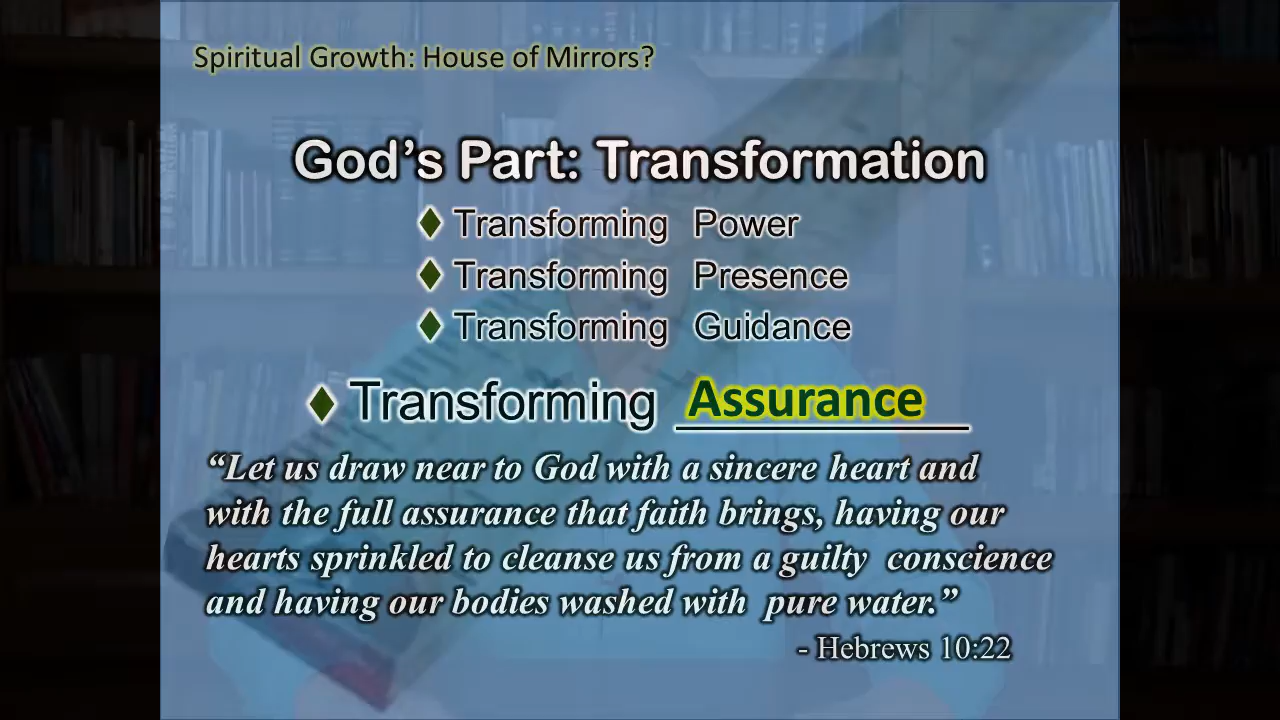 Spiritual Growth: House of Mirrors?
God’s Part: Transformation
♦ Transforming Power
♦ Transforming Presence
♦ Transforming Guidance
♦ Transforming Assurance
“Let us draw near to God with a sincere heart and
with the full assurance that faith brings, having our
hearts sprinkled to cleanse us from a guilty conscience
and having our bodies washed with pure water.”
- Hebrews 10:22